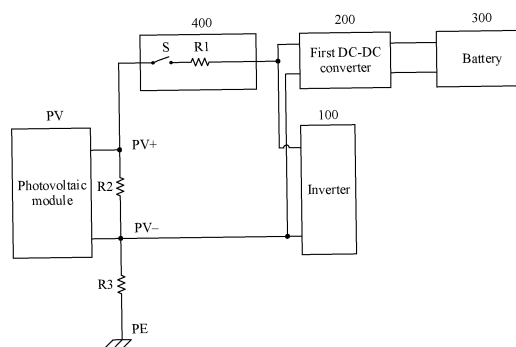 400
200
300
S
R1
First DC-DC
converter
Battery
PV
100
PV+
Photovoltaic
module
R2
Inverter
PV–
R3
PE